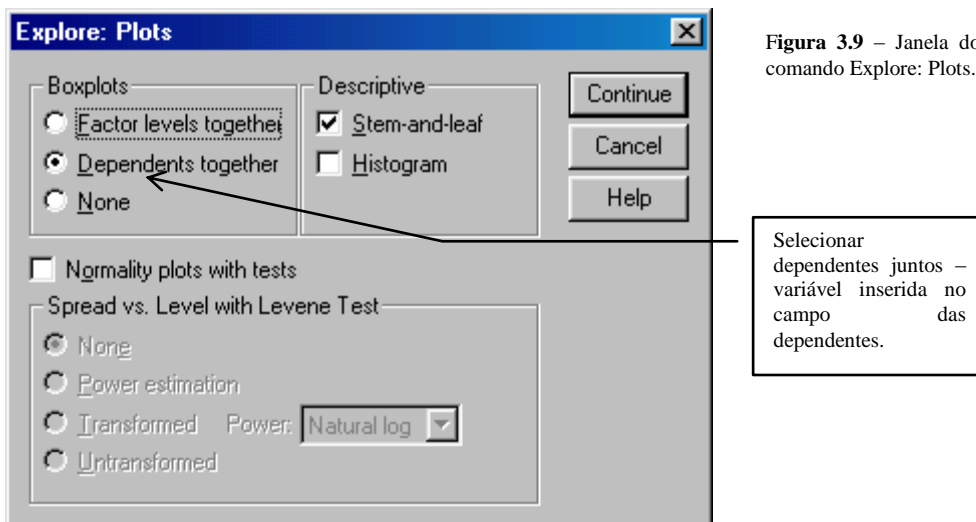 Explore: Plots
Boxplots
Factor levels together
Dependents together
None
Descriptive
Stem-and-leaf
Histogram
Continue
Cancel
Help
Normality plots with tests
Spread vs. Level with Levene Test
None
Power estimation
Transformed Power: Natural log
Untransformed
Figura 3.9 – Janela do
comando Explore: Plots.
Selecionar
dependentes juntos –
variável inserida no
campo das
dependentes.